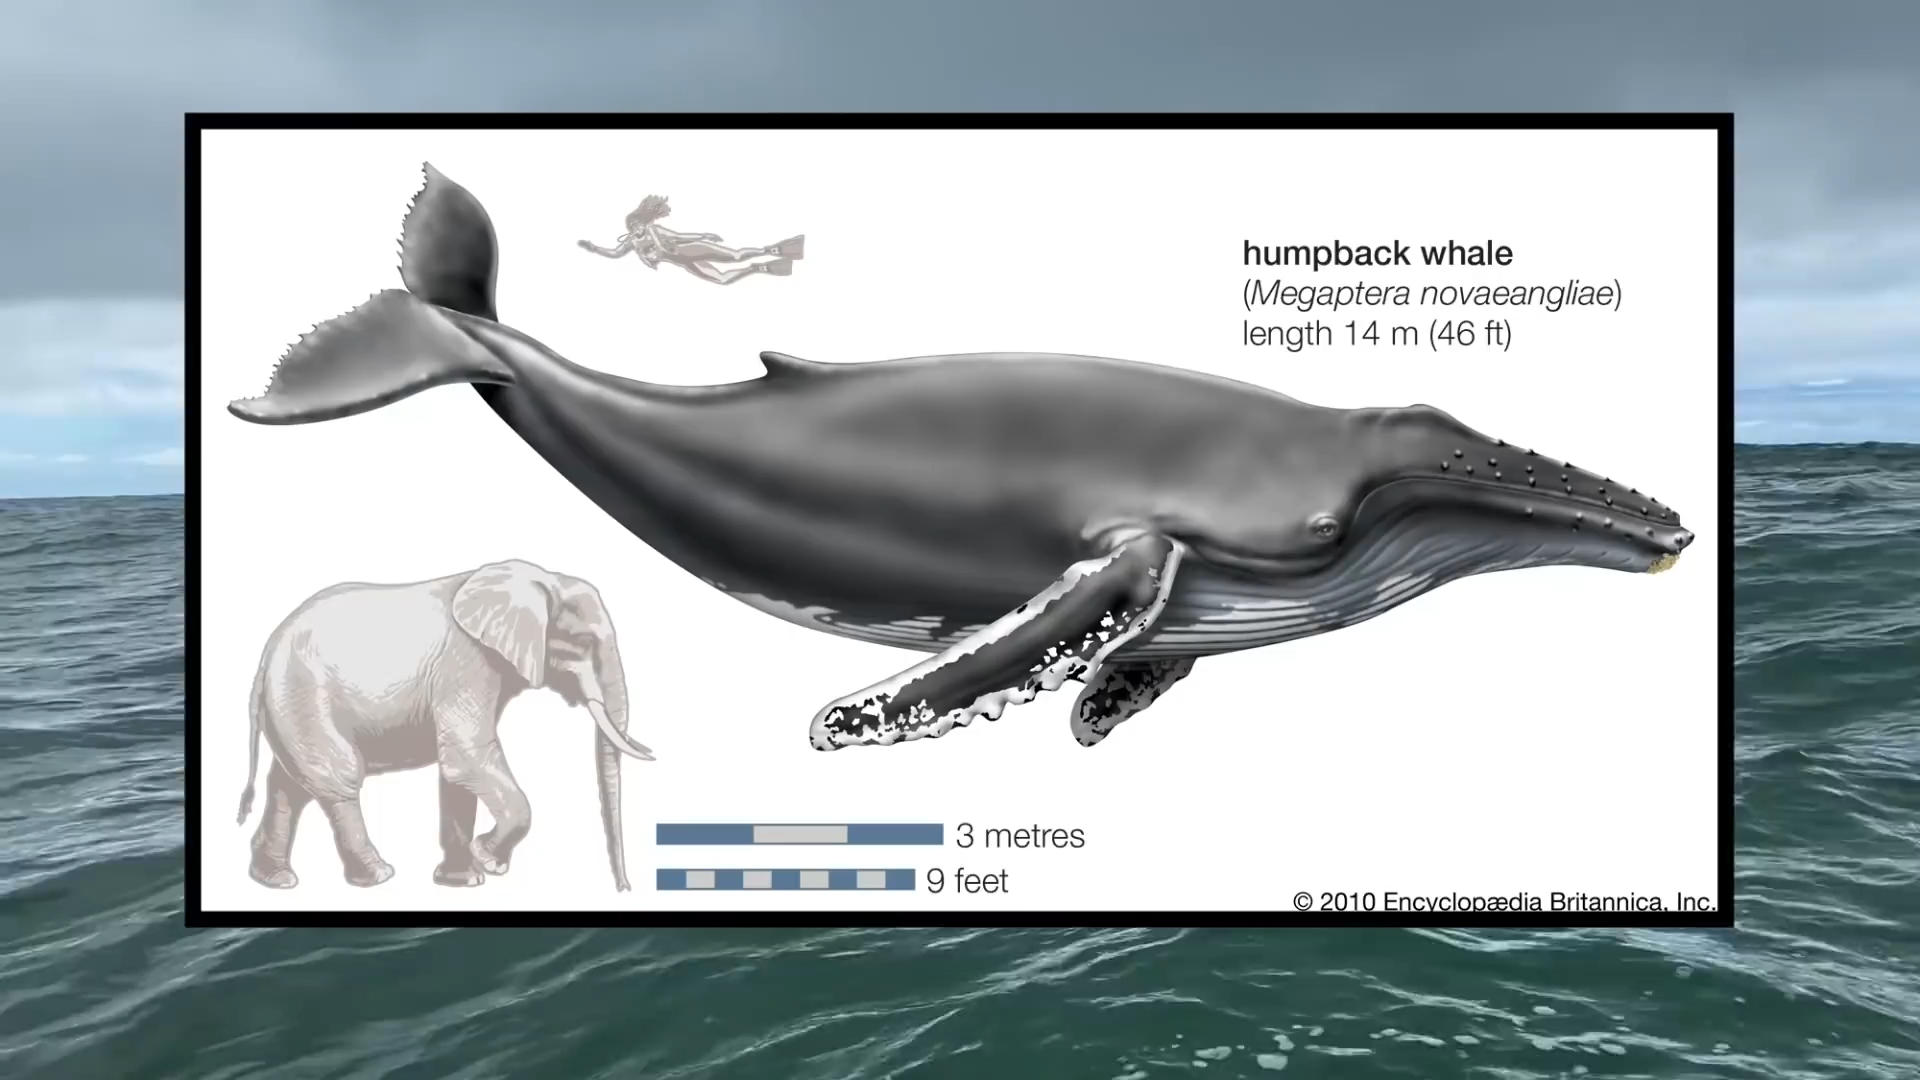 humpback whale
(Megaptera novaeangliae)
length 14 m (46 ft)
3 metres
9 feet
© 2010 Encyclopædia Britannica, Inc.